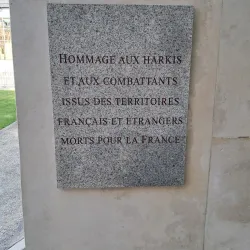 HOMMAGE AUX HARKIS
ET AUX COMBATTANTS
ISSUS DES TERRITOIRES
FRANÇAIS ET ETRANGERS
MORTS POUR LA FRANCE